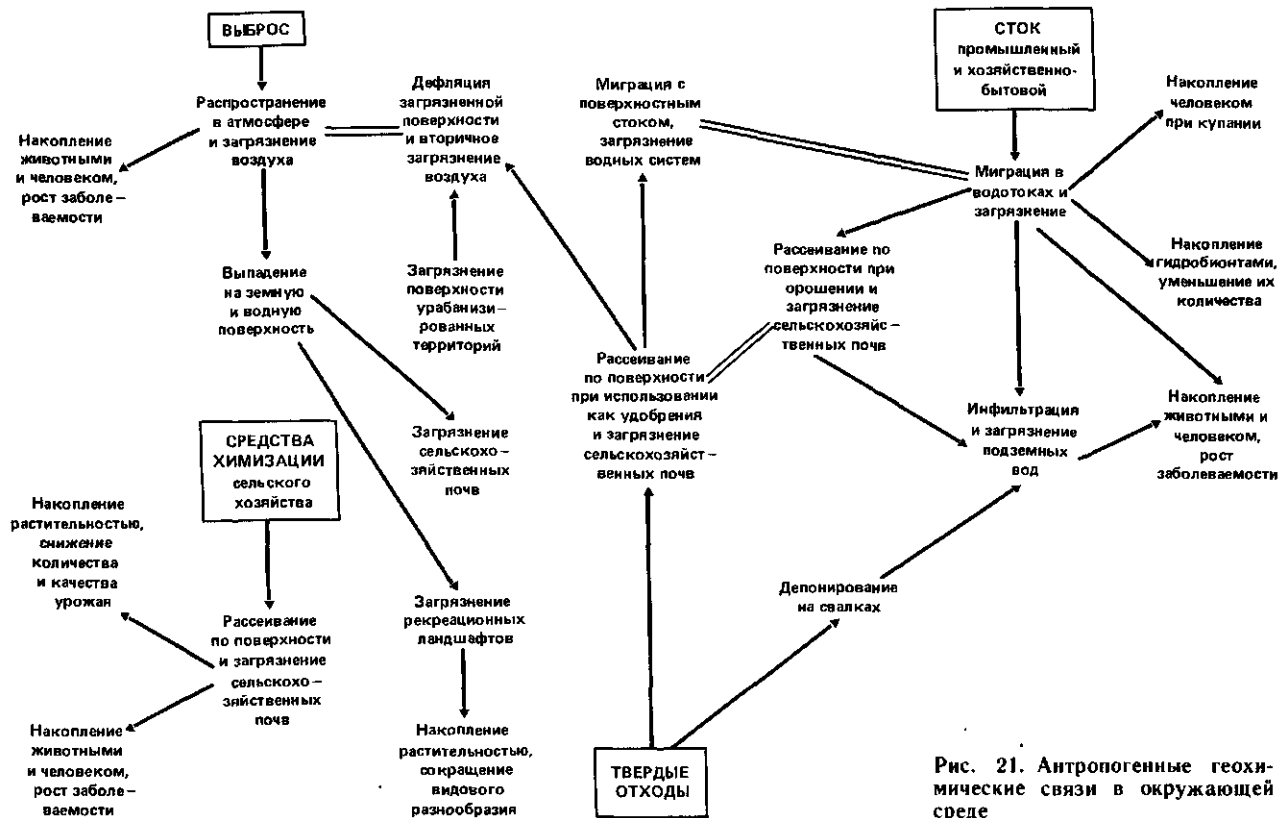 ВЫБРОС
Распространение
в атмосфере
и загрязнение
воздуха
Накопление
животными
и человеком,
рост заболе–
ваемости
Дефляция
загрязненной
поверхности
и вторичное
загрязнение
воздуха
Миграция с
поверхностным
стоком,
загрязнение
водных систем
СТОК
промышленный
и хозяйственно-
бытовой
Накопление
человеком
при купании
Миграция в
водотоках и
загрязнение
Выпадение
на земную
и водную
поверхность
Загрязнение
поверхности
урабанизи–
рованных
территорий
Рассеивание по
поверхности при
орошении и
загрязнение
сельскохозяйс –
твенных почв
Накопление
гидробионтами,
уменьшение их
количества
Рассеивание
по поверхности
при использовании
как удобрения
и загрязнение
сельскохозяйст –
венных почв
Инфильтрация
и загрязнение
подземных
вод
Накопление
животными и
человеком,
рост
заболеваемости
СРЕДСТВА
ХИМИЗАЦИИ
сельского
хозяйства
Загрязнение
сельскохо –
зяйственных
почв
Накопление
растительностью,
снижение
количества
и качества
урожая
Рассеивание
по поверхности
и загрязнение
сельскохо –
зяйственных
почв
Загрязнение
рекреационных
ландшафтов
Депонирование
на свалках
Накопление
животными
и человеком,
рост заболе–
ваемости
Накопление
растительностью,
сокращение
видового
разнообразия
ТВЕРДЫЕ
ОТХОДЫ
Рис. 21. Антропогенные геохи-
мические связи в окружающей
среде